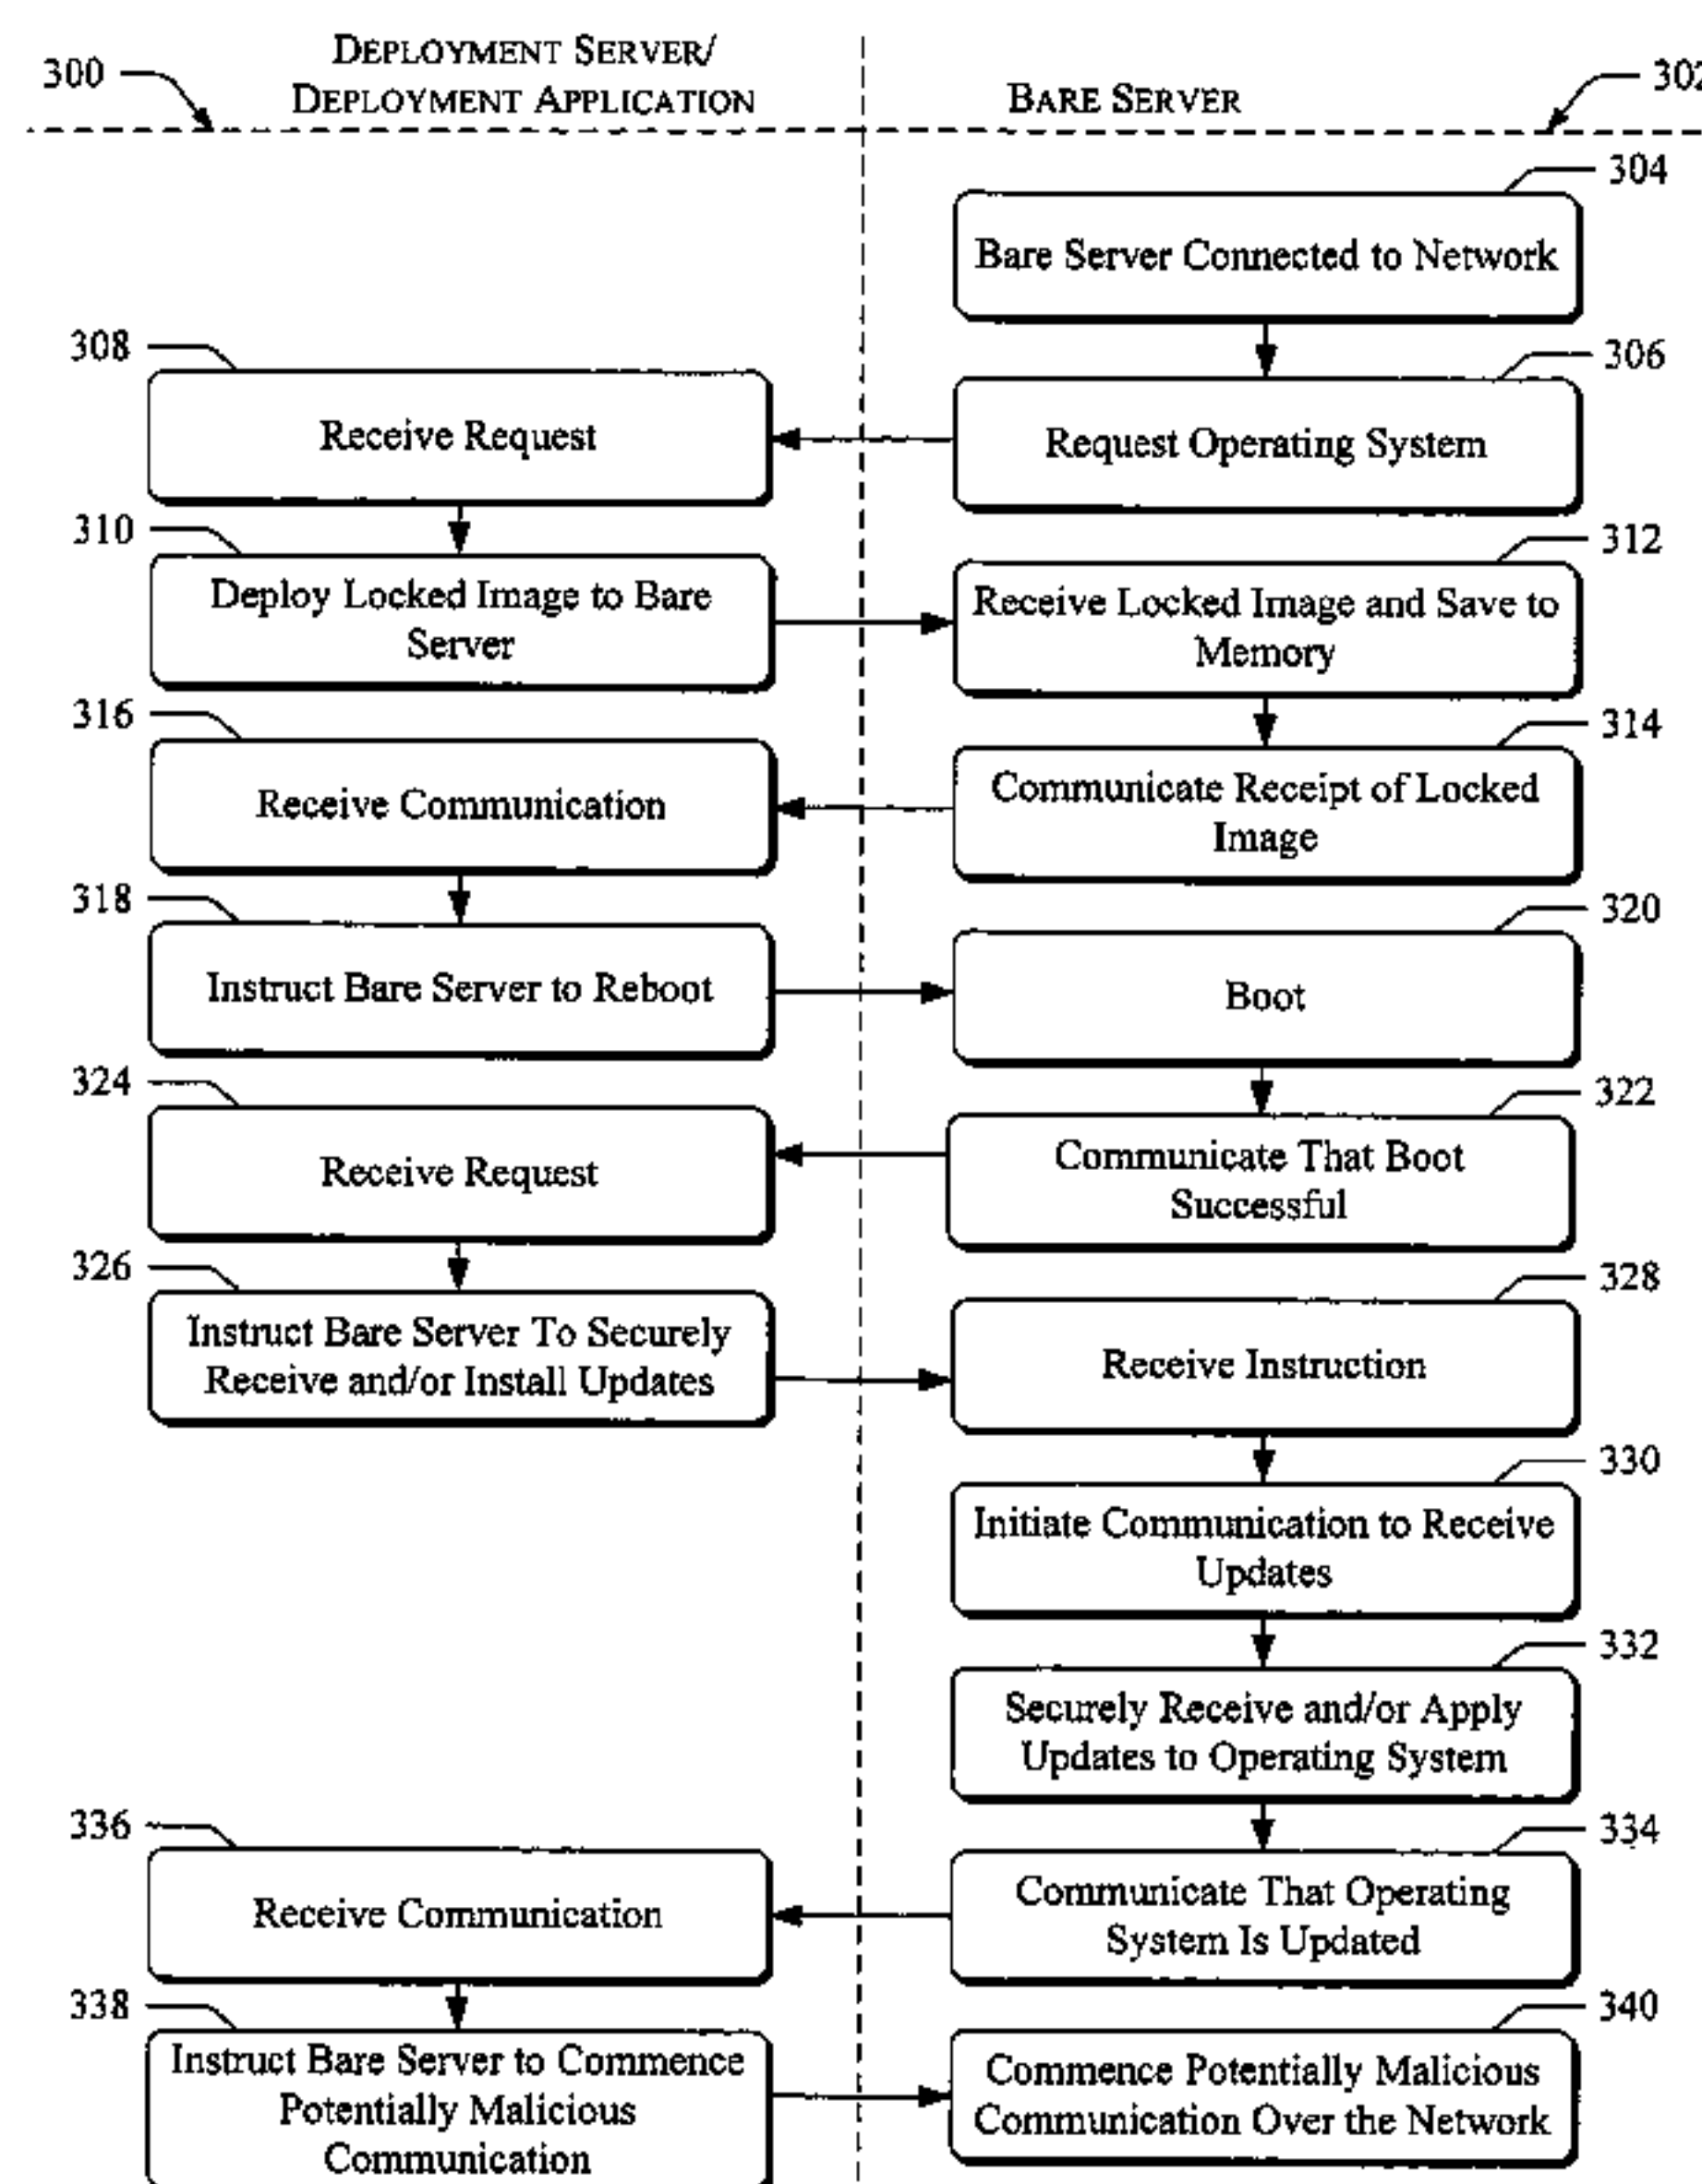 300
DEPLOYMENT SERVER/
DEPLOYMENT APPLICATION
BARE SERVER
302
304
Bare Server Connected to Network
308
306
Receive Request
Request Operating System
310
312
Deploy Locked Image to Bare
Server
Receive Locked Image and Save to
Memory
316
314
Receive Communication
Communicate Receipt of Locked
Image
318
320
Instruct Bare Server to Reboot
Boot
324
322
Receive Request
Communicate That Boot
Successful
326
328
Instruct Bare Server To Securely
Receive and/or Install Updates
Receive Instruction
330
Initiate Communication to Receive
Updates
332
Securely Receive and/or Apply
Updates to Operating System
336
334
Receive Communication
Communicate That Operating
System Is Updated
338
340
Instruct Bare Server to Commence
Potentially Malicious
Communication
Commence Potentially Malicious
Communication Over the Network